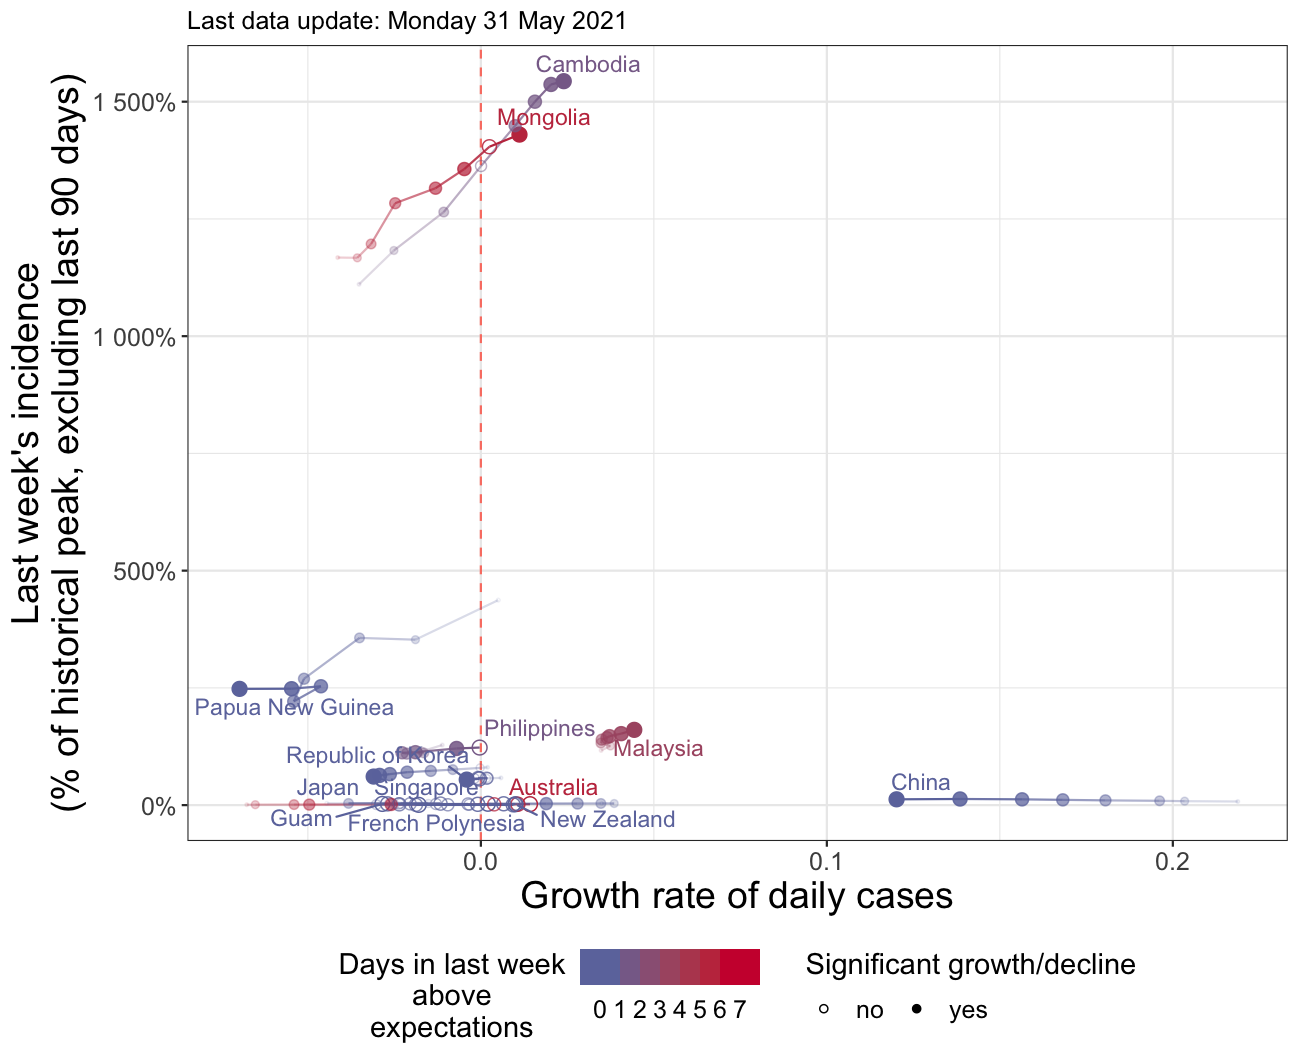 Last data update: Monday 31 May 2021
Last week's incidence
(% of historical peak, excluding last 90 days)
1 500%
1 000%
500%
0%
Cambodia
Mongolia
Papua New Guinea
Philippines
Malaysia
Republic of Korea
Japan
Singapore
Australia
China
Guam
French Polynesia
New Zealand
0.0
0.1
0.2
Growth rate of daily cases
Days in last week
above
expectations
0 1 2 3 4 5 6 7
Significant growth/decline
no
yes